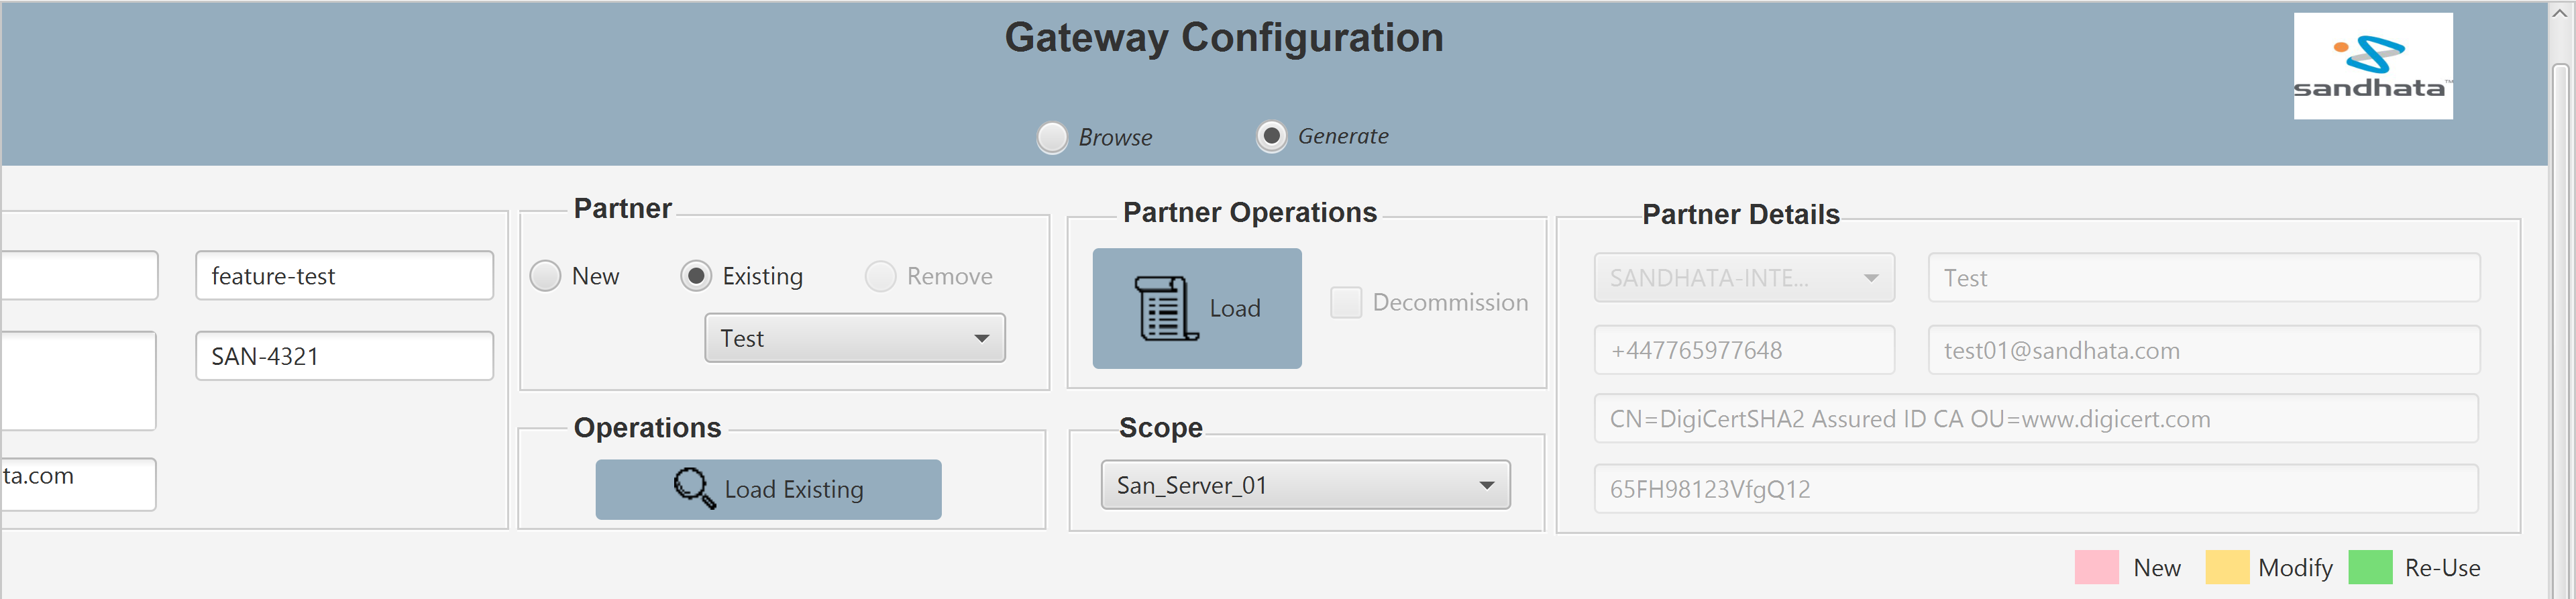 Gateway Configuration
sandhata™
Browse
Generate
feature-test
SAN-4321
ta.com
Partner
New
Existing
Remove
Test
Partner Operations
Load
Decommission
Operations
Load Existing
Scope
San_Server_01
Partner Details
SANDHATA-INTE...
Test
+447765977648
test01@sandhata.com
CN=DigiCertSHA2 Assured ID CA OU=www.digicert.com
65FH98123VfgQ12
New
Modify
Re-Use